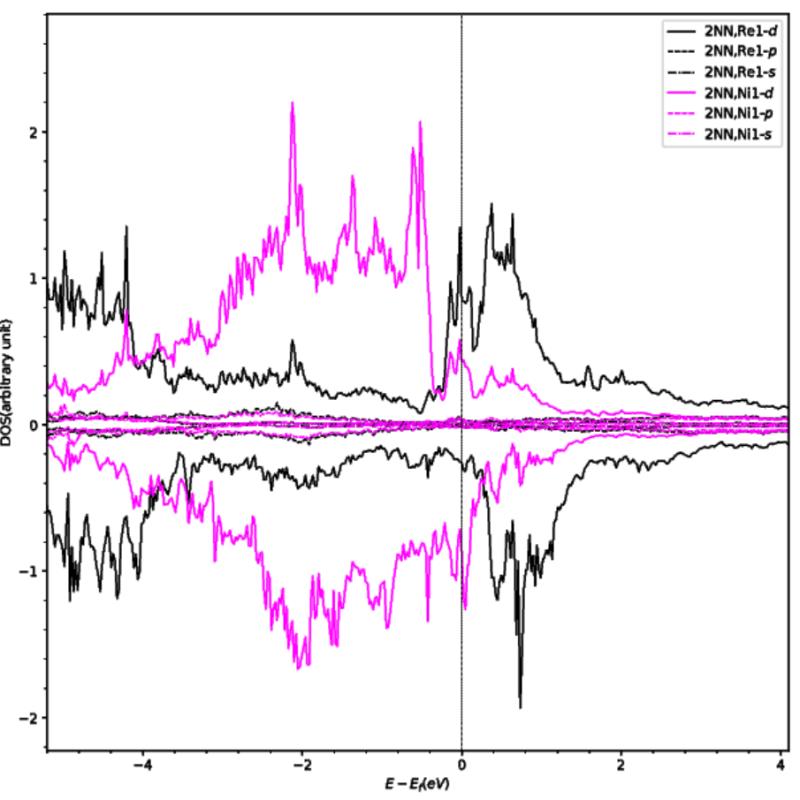 2NN,Re1-d
2NN,Re1-p
2NN,Re1-s
2NN,Ni1-d
2NN,Ni1-p
2NN,Ni1-s
2
1
0
−1
−2
DOS(arbitrary unit)
−4 −2 0 2 4
E − Ef(eV)